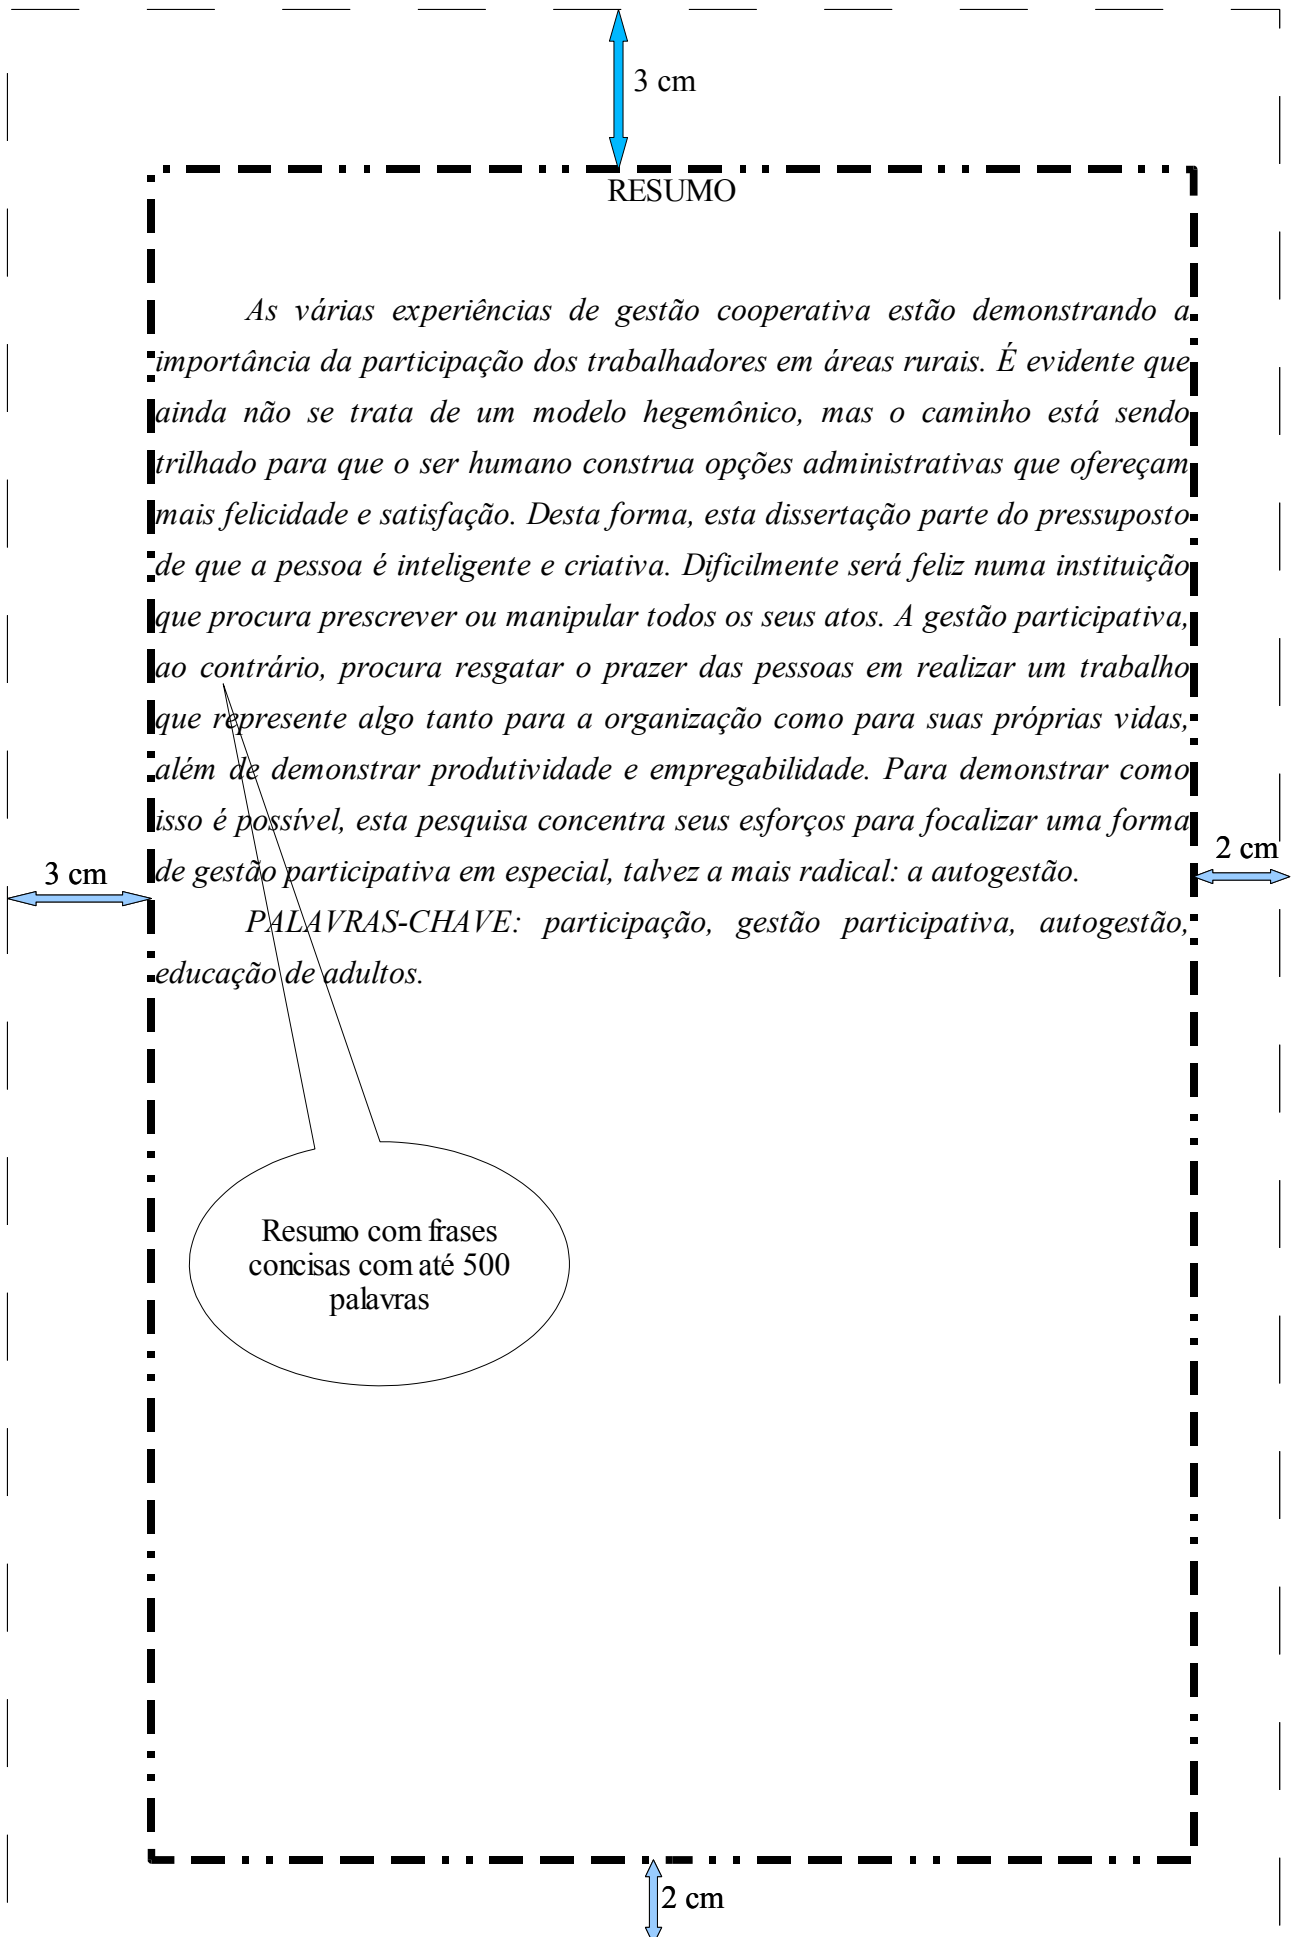 3 cm
RESUMO
As várias experiências de gestão cooperativa estão demonstrando a
importância da participação dos trabalhadores em áreas rurais. É evidente que
ainda não se trata de um modelo hegemônico, mas o caminho está sendo
trilhado para que o ser humano construa opções administrativas que ofereçam
mais felicidade e satisfação. Desta forma, esta dissertação parte do pressuposto
de que a pessoa é inteligente e criativa. Dificilmente será feliz numa instituição
que procura prescrever ou manipular todos os seus atos. A gestão participativa,
ao contrário, procura resgatar o prazer das pessoas em realizar um trabalho
que represente algo tanto para a organização como para suas próprias vidas,
além de demonstrar produtividade e empregabilidade. Para demonstrar como
isso é possível, esta pesquisa concentra seus esforços para focalizar uma forma
de gestão participativa em especial, talvez a mais radical: a autogestão.
3 cm
2 cm
PALAVRAS-CHAVE: participação, gestão participativa, autogestão,
educação de adultos.
Resumo com frases
concisas com até 500
palavras
2 cm